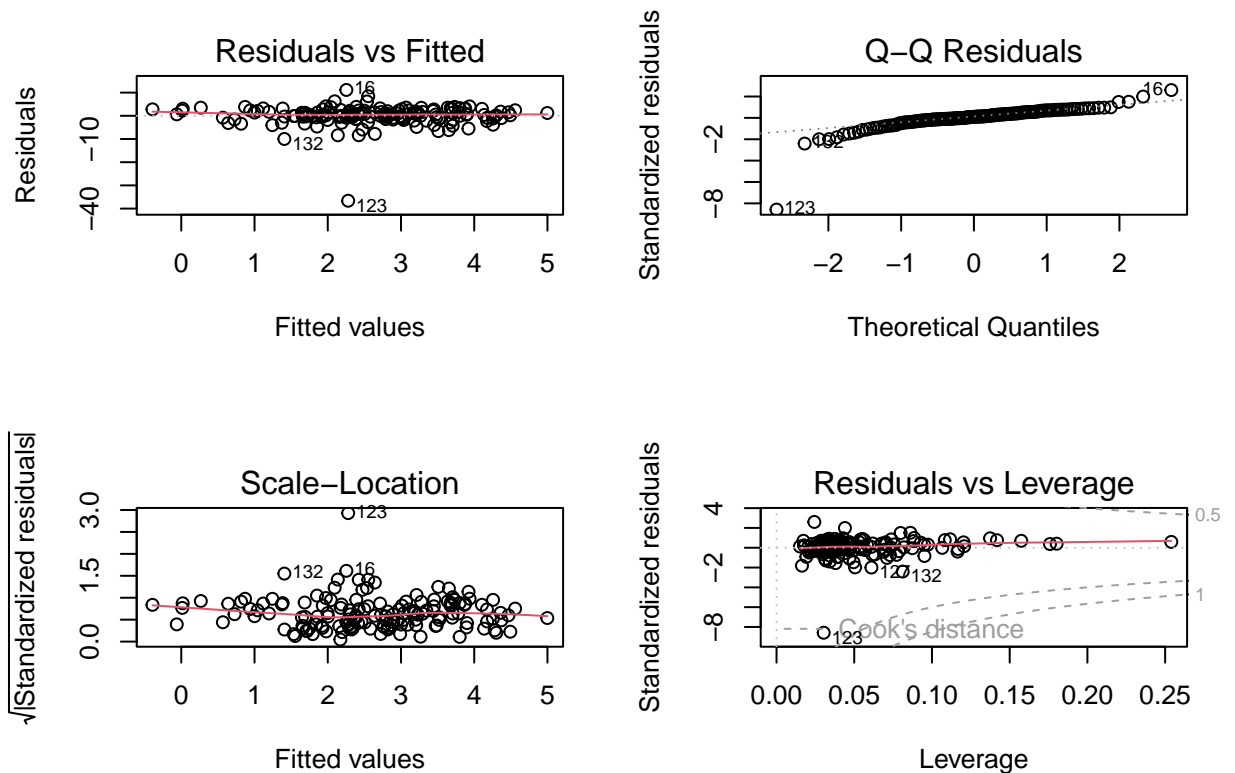 Residuals vs Fitted
Residuals
−10
−40
16
132
123
0 1 2 3 4 5
Fitted values
Q−Q Residuals
Standardized residuals
−2
−8
16
132
123
−2 −1 0 1 2
Theoretical Quantiles
Scale−Location
√|Standardized residuals|
3.0
1.5
0.0
123
132
16
0 1 2 3 4 5
Fitted values
Residuals vs Leverage
Standardized residuals
4
−2
−8
0.5
1
132
123
Cook's distance
0.00 0.05 0.10 0.15 0.20 0.25
Leverage